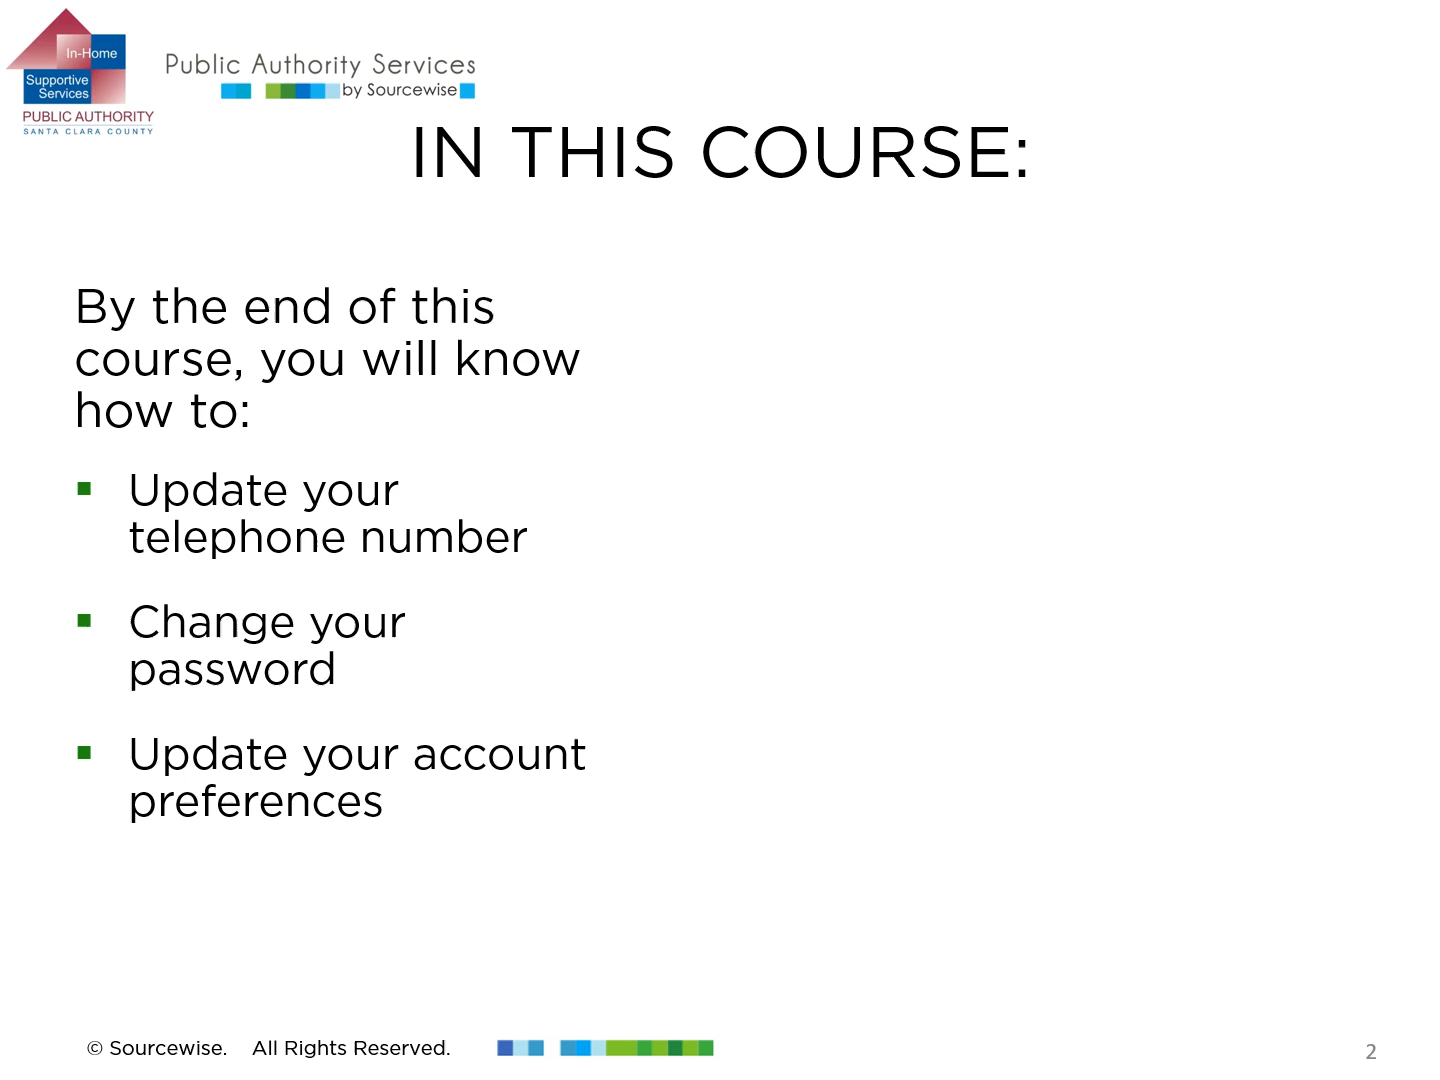 In-Home
Supportive
Services
PUBLIC AUTHORITY
SANTA CLARA COUNTY
Public Authority Services
by Sourcewise
IN THIS COURSE:
By the end of this
course, you will know
how to:
▪ Update your
telephone number
▪ Change your
password
▪ Update your account
preferences
© Sourcewise. All Rights Reserved.
2